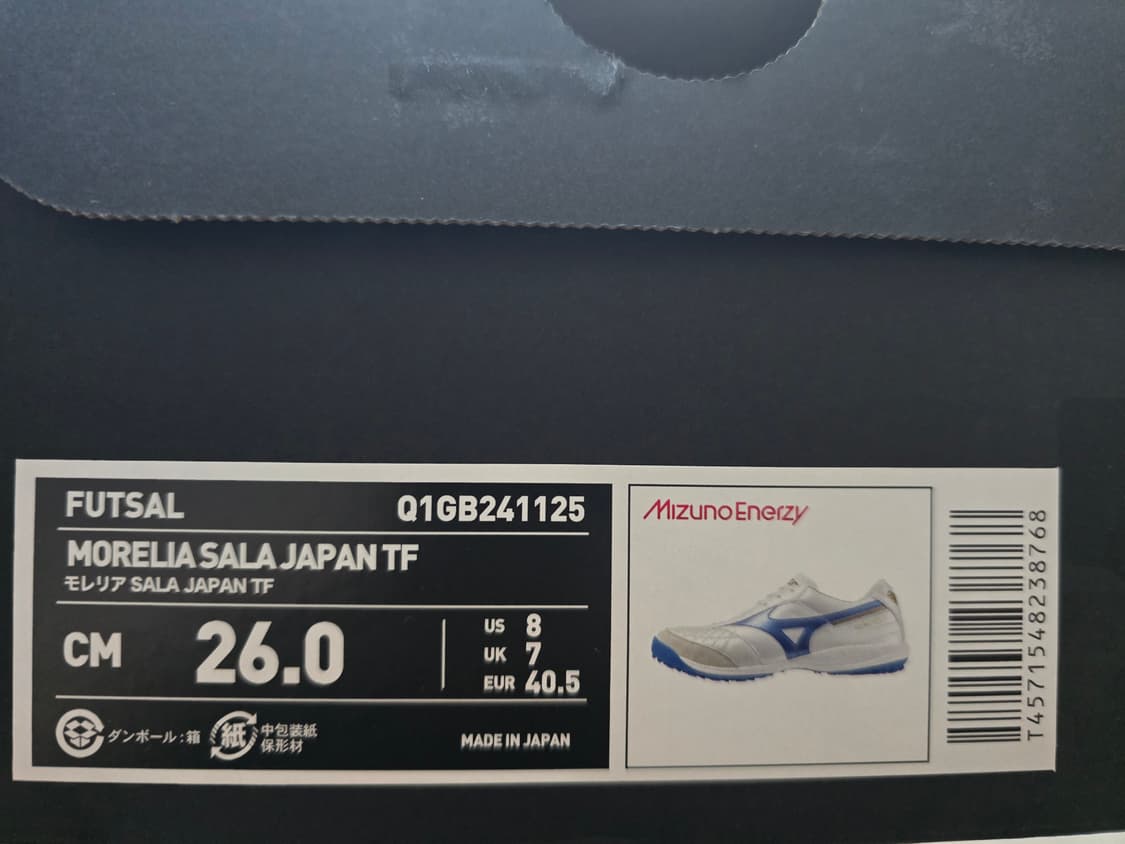 FUTSAL
Q1GB241125
MORELIA SALA JAPAN TF
モレリア SALA JAPAN TF
CM 26.0
US 8
UK 7
EUR 40.5
ダンボール:箱
紙
中包装紙
保形材
MADE IN JAPAN
Mizuno Enerzy
T4571548238768